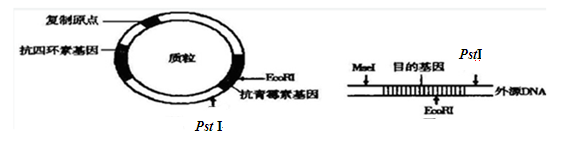 复制原点
抗四环素基因
质粒
EcoRI
抗青霉素基因
Pst I
MseI
目的基因
PstI
外源DNA
EcoRI